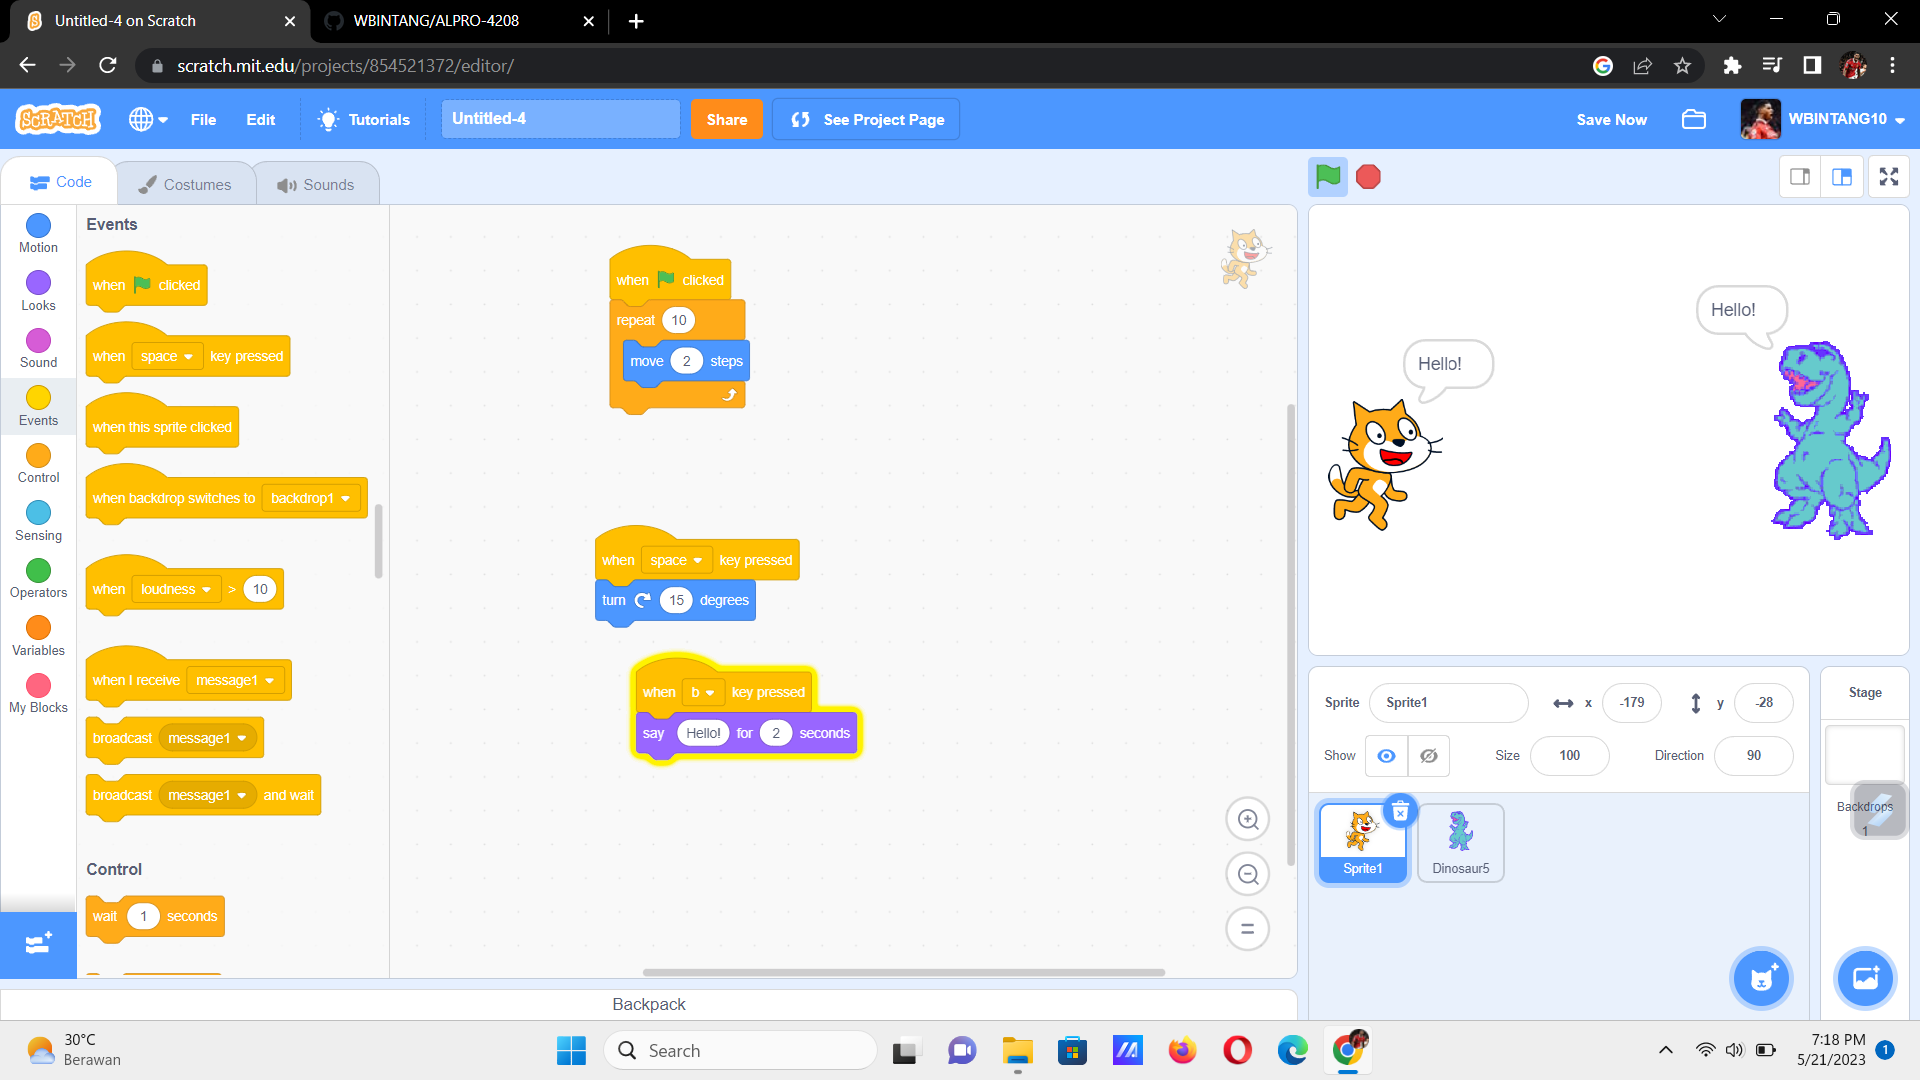 Untitled-4 on Scratch
WBINTANG/ALPRO-4208
scratch.mit.edu/projects/854521372/editor/
SCRATCH
File
Edit
Tutorials
Untitled-4
Share
See Project Page
Save Now
WBINTANG10
Code
Costumes
Sounds
Motion
Looks
Sound
Events
Control
Sensing
Operators
Variables
My Blocks
Events
when clicked
when space key pressed
when this sprite clicked
when backdrop switches to backdrop1
when loudness > 10
when I receive message1
broadcast message1
broadcast message1 and wait
Control
wait 1 seconds
when clicked
repeat 10
move 2 steps
when space key pressed
turn 15 degrees
when b key pressed
say Hello! for 2 seconds
Backpack
Hello!
Hello!
Sprite Sprite1 x -179 y -28
Show Size 100 Direction 90
Sprite1
Dinosaur5
Stage
Backdrops
1
30°C
Berawan
Search
7:18 PM
5/21/2023
1